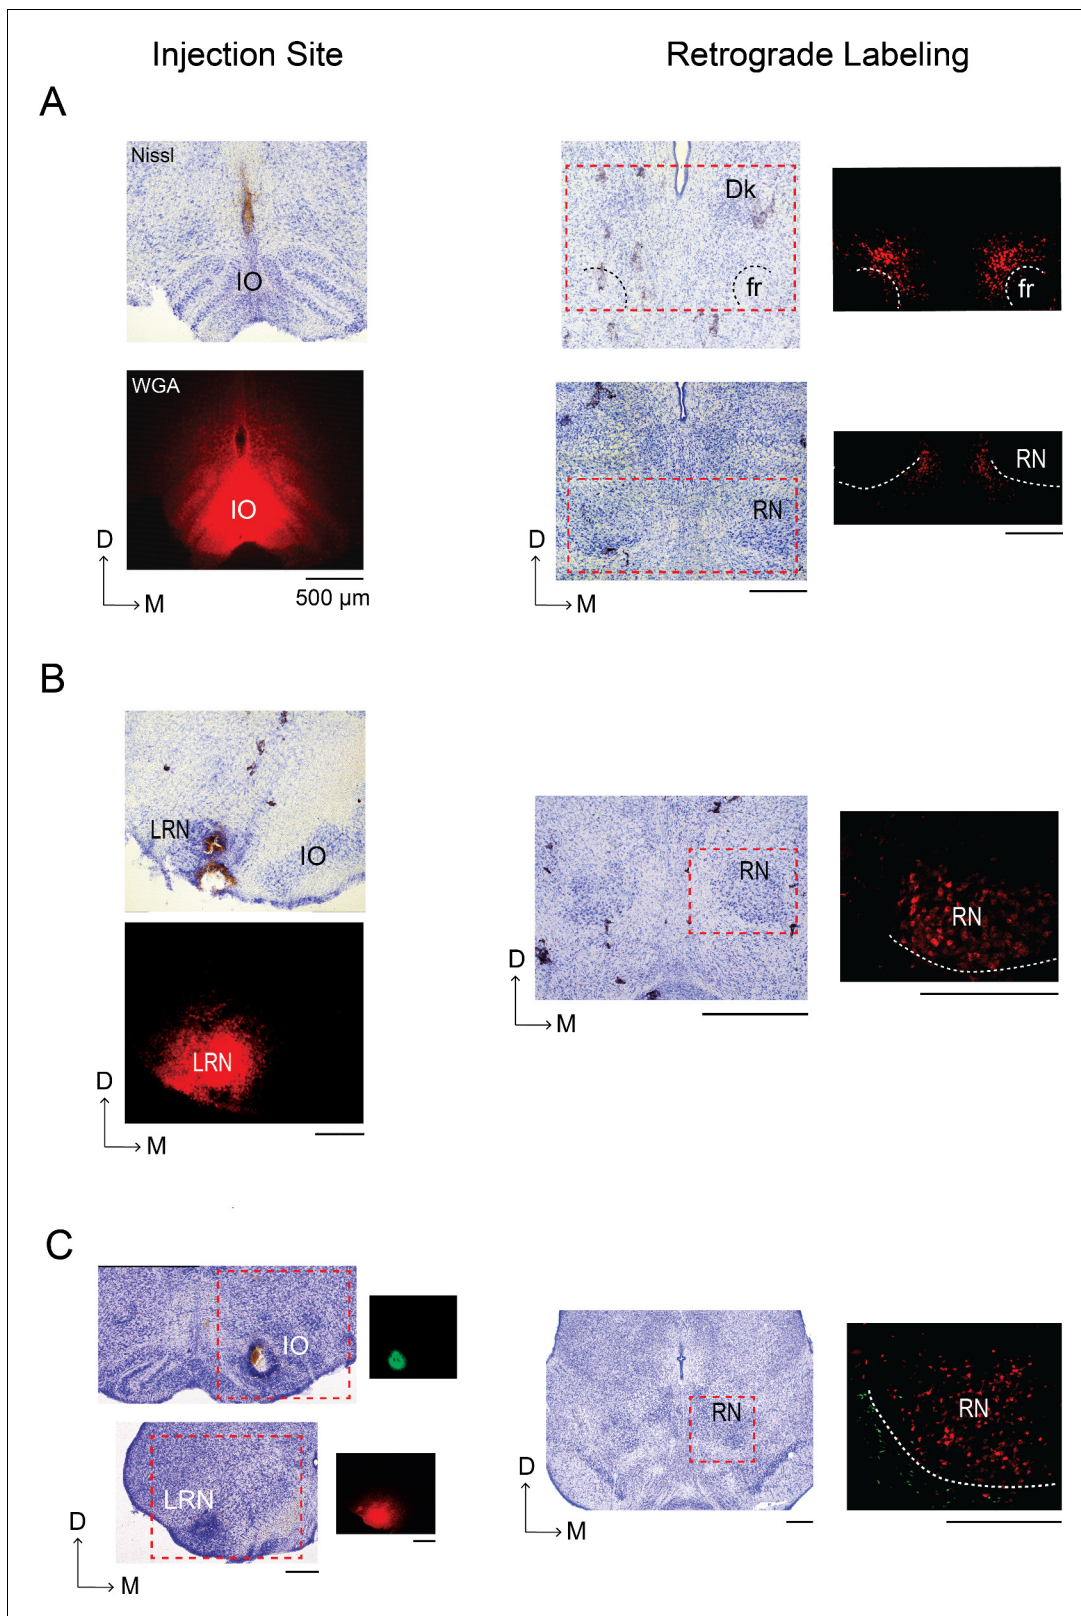 Injection Site
Retrograde Labeling
A
Nissl
IO
Dk
fr
fr
WGA
IO
RN
RN
D
M
500 µm
D
M
B
LRN
IO
RN
RN
LRN
D
M
D
M
C
IO
RN
RN
LRN
D
M
D
M